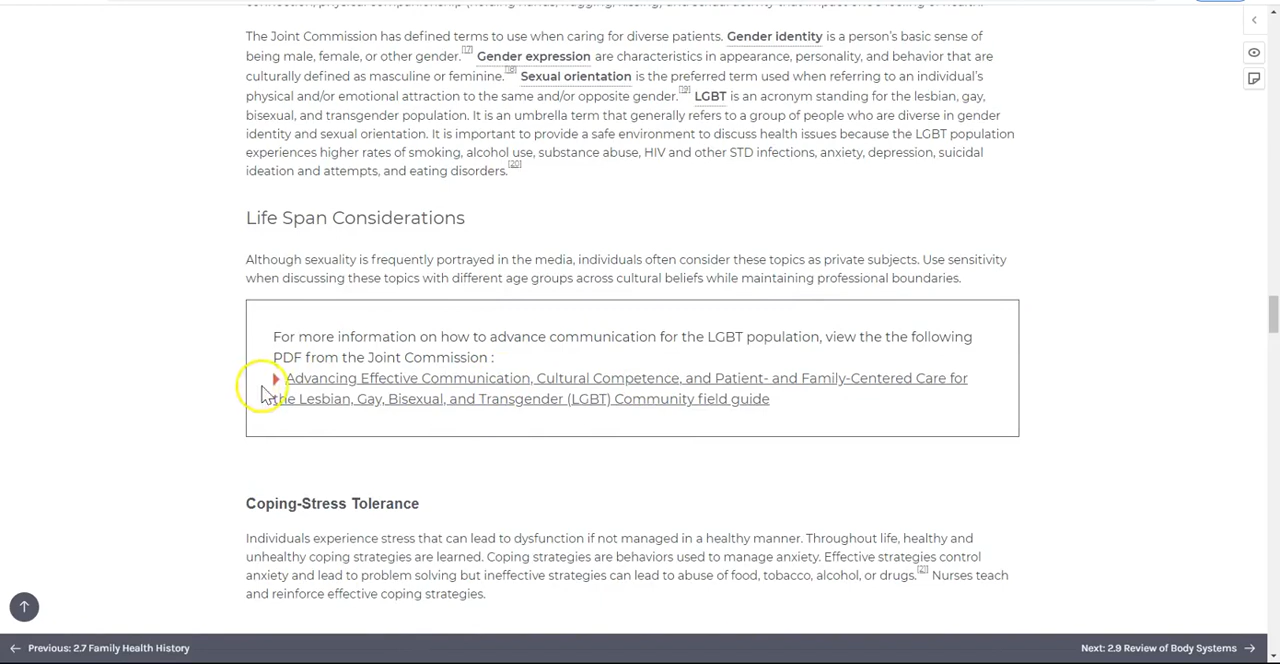 The Joint Commission has defined terms to use when caring for diverse patients. Gender identity is a person's basic sense of
being male, female, or other gender.[17] Gender expression are characteristics in appearance, personality, and behavior that are
culturally defined as masculine or feminine.[18] Sexual orientation is the preferred term used when referring to an individual's
physical and/or emotional attraction to the same and/or opposite gender.[19] LGBT is an acronym standing for the lesbian, gay,
bisexual, and transgender population. It is an umbrella term that generally refers to a group of people who are diverse in gender
identity and sexual orientation. It is important to provide a safe environment to discuss health issues because the LGBT population
experiences higher rates of smoking, alcohol use, substance abuse, HIV and other STD infections, anxiety, depression, suicidal
ideation and attempts, and eating disorders.[20]
Life Span Considerations
Although sexuality is frequently portrayed in the media, individuals often consider these topics as private subjects. Use sensitivity
when discussing these topics with different age groups across cultural beliefs while maintaining professional boundaries.
For more information on how to advance communication for the LGBT population, view the the following
PDF from the Joint Commission :
Advancing Effective Communication, Cultural Competence, and Patient- and Family-Centered Care for
the Lesbian, Gay, Bisexual, and Transgender (LGBT) Community field guide
Coping-Stress Tolerance
Individuals experience stress that can lead to dysfunction if not managed in a healthy manner. Throughout life, healthy and
unhealthy coping strategies are learned. Coping strategies are behaviors used to manage anxiety. Effective strategies control
anxiety and lead to problem solving but ineffective strategies can lead to abuse of food, tobacco, alcohol, or drugs.[21] Nurses teach
and reinforce effective coping strategies.
Previous: 2.7 Family Health History
Next: 2.9 Review of Body Systems